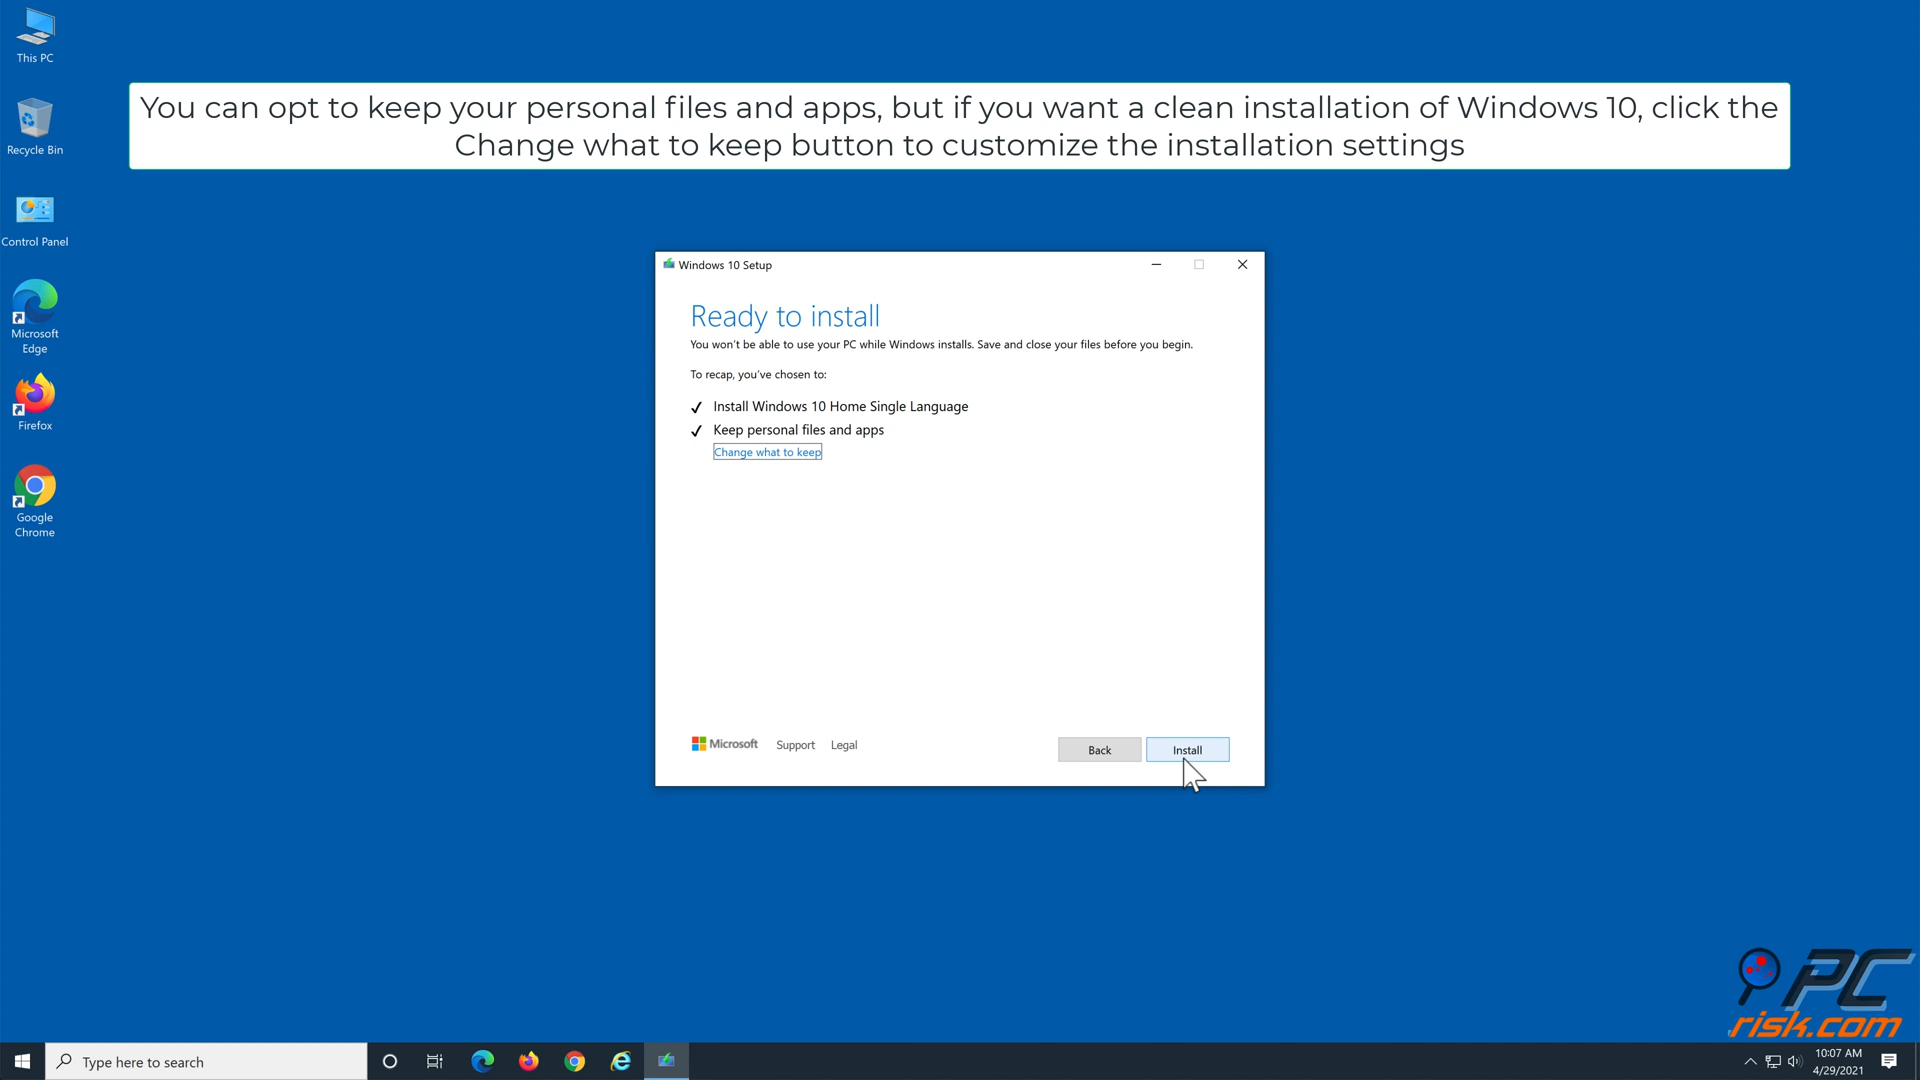 This PC
Recycle Bin
Control Panel
Microsoft
Edge
Firefox
Google
Chrome
You can opt to keep your personal files and apps, but if you want a clean installation of Windows 10, click the
Change what to keep button to customize the installation settings
Windows 10 Setup
Ready to install
You won't be able to use your PC while Windows installs. Save and close your files before you begin.
To recap, you've chosen to:
Install Windows 10 Home Single Language
Keep personal files and apps
Change what to keep
Microsoft Support Legal
Back Install
PC
risk.com
Type here to search
10:07 AM
4/29/2021